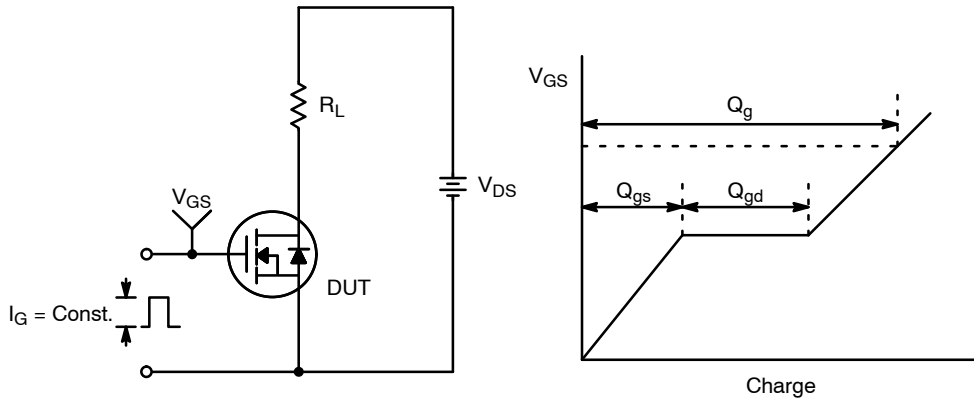 R_L
V_GS
V_DS
DUT
I_G = Const.
V_GS
Q_g
Q_gs
Q_gd
Charge